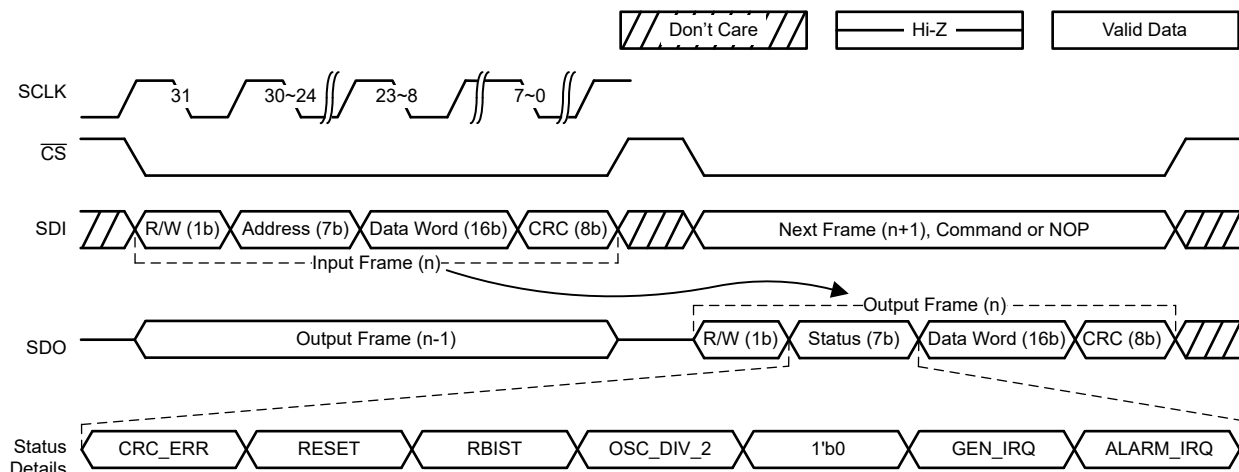 Don't Care
Hi-Z
Valid Data
SCLK
31
30~24
23~8
7~0
CS
SDI
R/W (1b)
Address (7b)
Data Word (16b)
CRC (8b)
Next Frame (n+1), Command or NOP
Input Frame (n)
Output Frame (n)
SDO
Output Frame (n-1)
R/W (1b)
Status (7b)
Data Word (16b)
CRC (8b)
Status
Details
CRC_ERR
RESET
RBIST
OSC_DIV_2
1'b0
GEN_IRQ
ALARM_IRQ